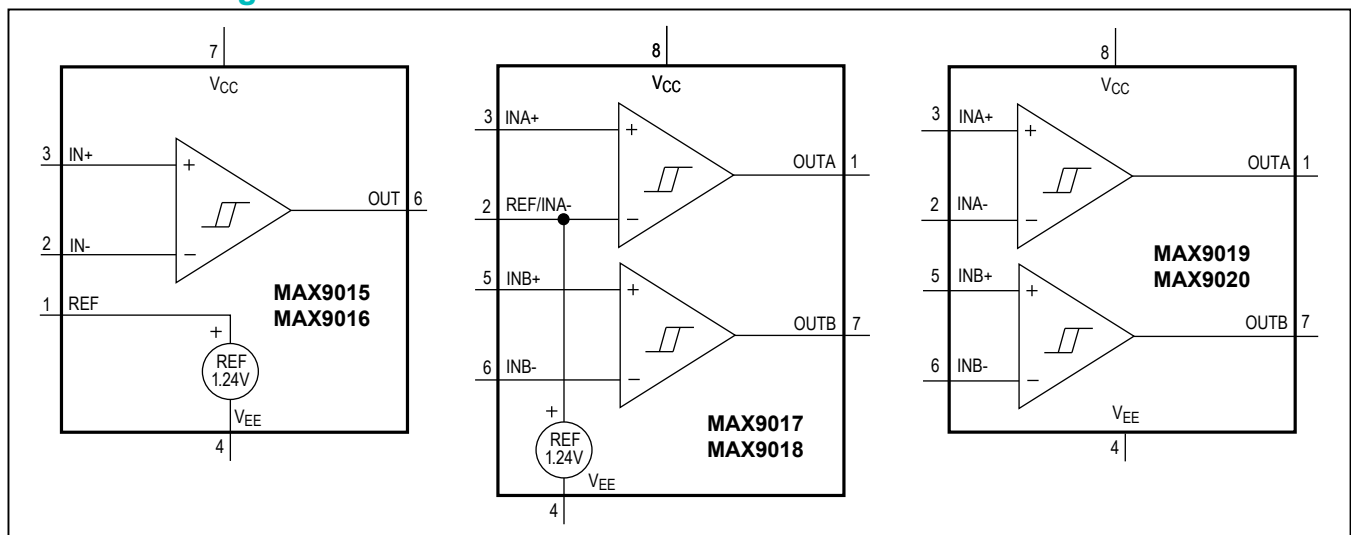 7
VCC
3 IN+
+
OUT 6
2 IN-
−
MAX9015
MAX9016
1 REF
+
REF
1.24V
VEE
4
8
VCC
3 INA+
+
OUTA 1
2 REF/INA-
−
5 INB+
+
OUTB 7
6 INB-
−
+
MAX9017
MAX9018
REF
1.24V
VEE
4
8
VCC
3 INA+
+
OUTA 1
2 INA-
−
MAX9019
MAX9020
5 INB+
+
OUTB 7
6 INB-
−
VEE
4